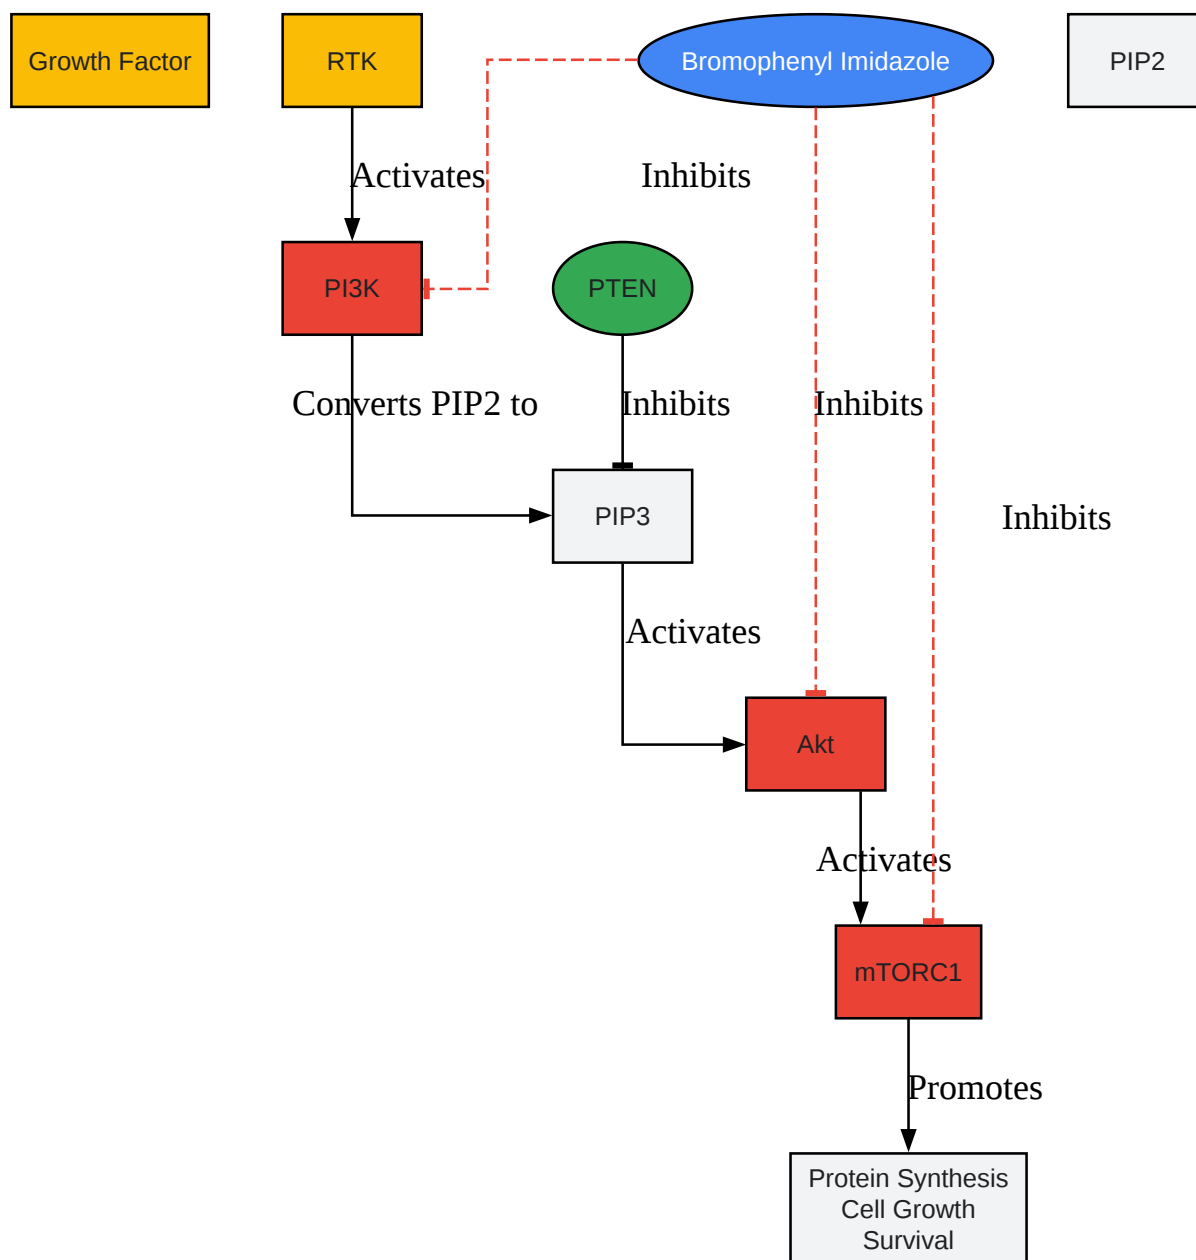 Growth Factor
RTK
Bromophenyl Imidazole
PIP2
Activates
Inhibits
PI3K
PTEN
Converts PIP2 to
Inhibits
Inhibits
PIP3
Inhibits
Activates
Akt
Activates
mTORC1
Promotes
Protein Synthesis
Cell Growth
Survival